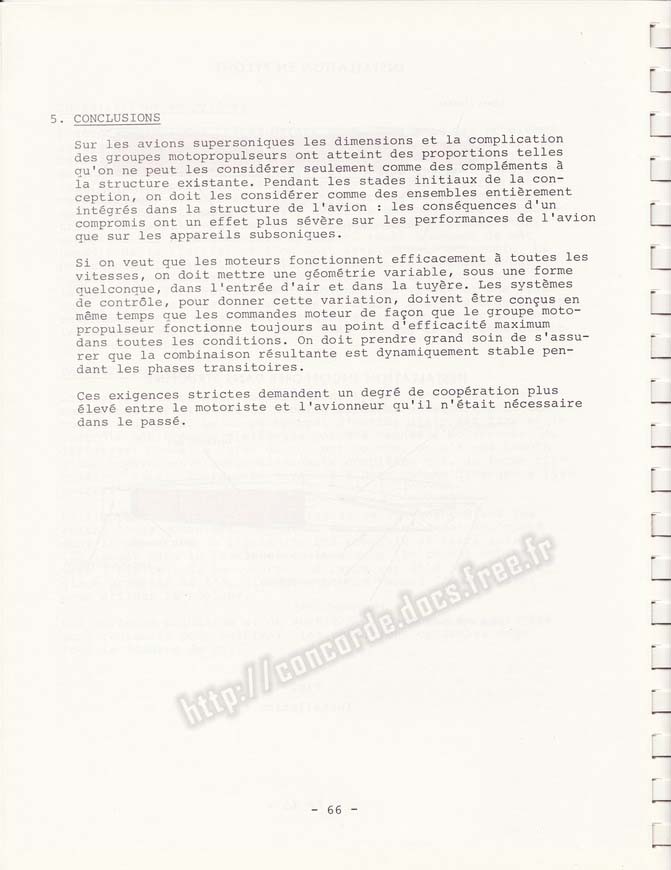 5. CONCLUSIONS
Sur les avions supersoniques les dimensions et la complication
des groupes motopropulseurs ont atteint des proportions telles
qu'on ne peut les considérer seulement comme des compléments à
la structure existante. Pendant les stades initiaux de la con-
ception, on doit les considérer comme des ensembles entièrement
intégrés dans la structure de l'avion : les conséquences d'un
compromis ont un effet plus sévère sur les performances de l'avion
que sur les appareils subsoniques.
Si on veut que les moteurs fonctionnent efficacement à toutes les
vitesses, on doit mettre une géométrie variable, sous une forme
quelconque, dans l'entrée d'air et dans la tuyère. Les systèmes
de contrôle, pour donner cette variation, doivent être conçus en
même temps que les commandes moteur de façon que le groupe moto-
propulseur fonctionne toujours au point d'efficacité maximum
dans toutes les conditions. On doit prendre grand soin de s'assu-
rer que la combinaison résultante est dynamiquement stable pen-
dant les phases transitoires.
Ces exigences strictes demandent un degré de coopération plus
élevé entre le motoriste et l'avionneur qu'il n'était nécessaire
dans le passé.
http://concorde.docs.free.fr
- 66 -